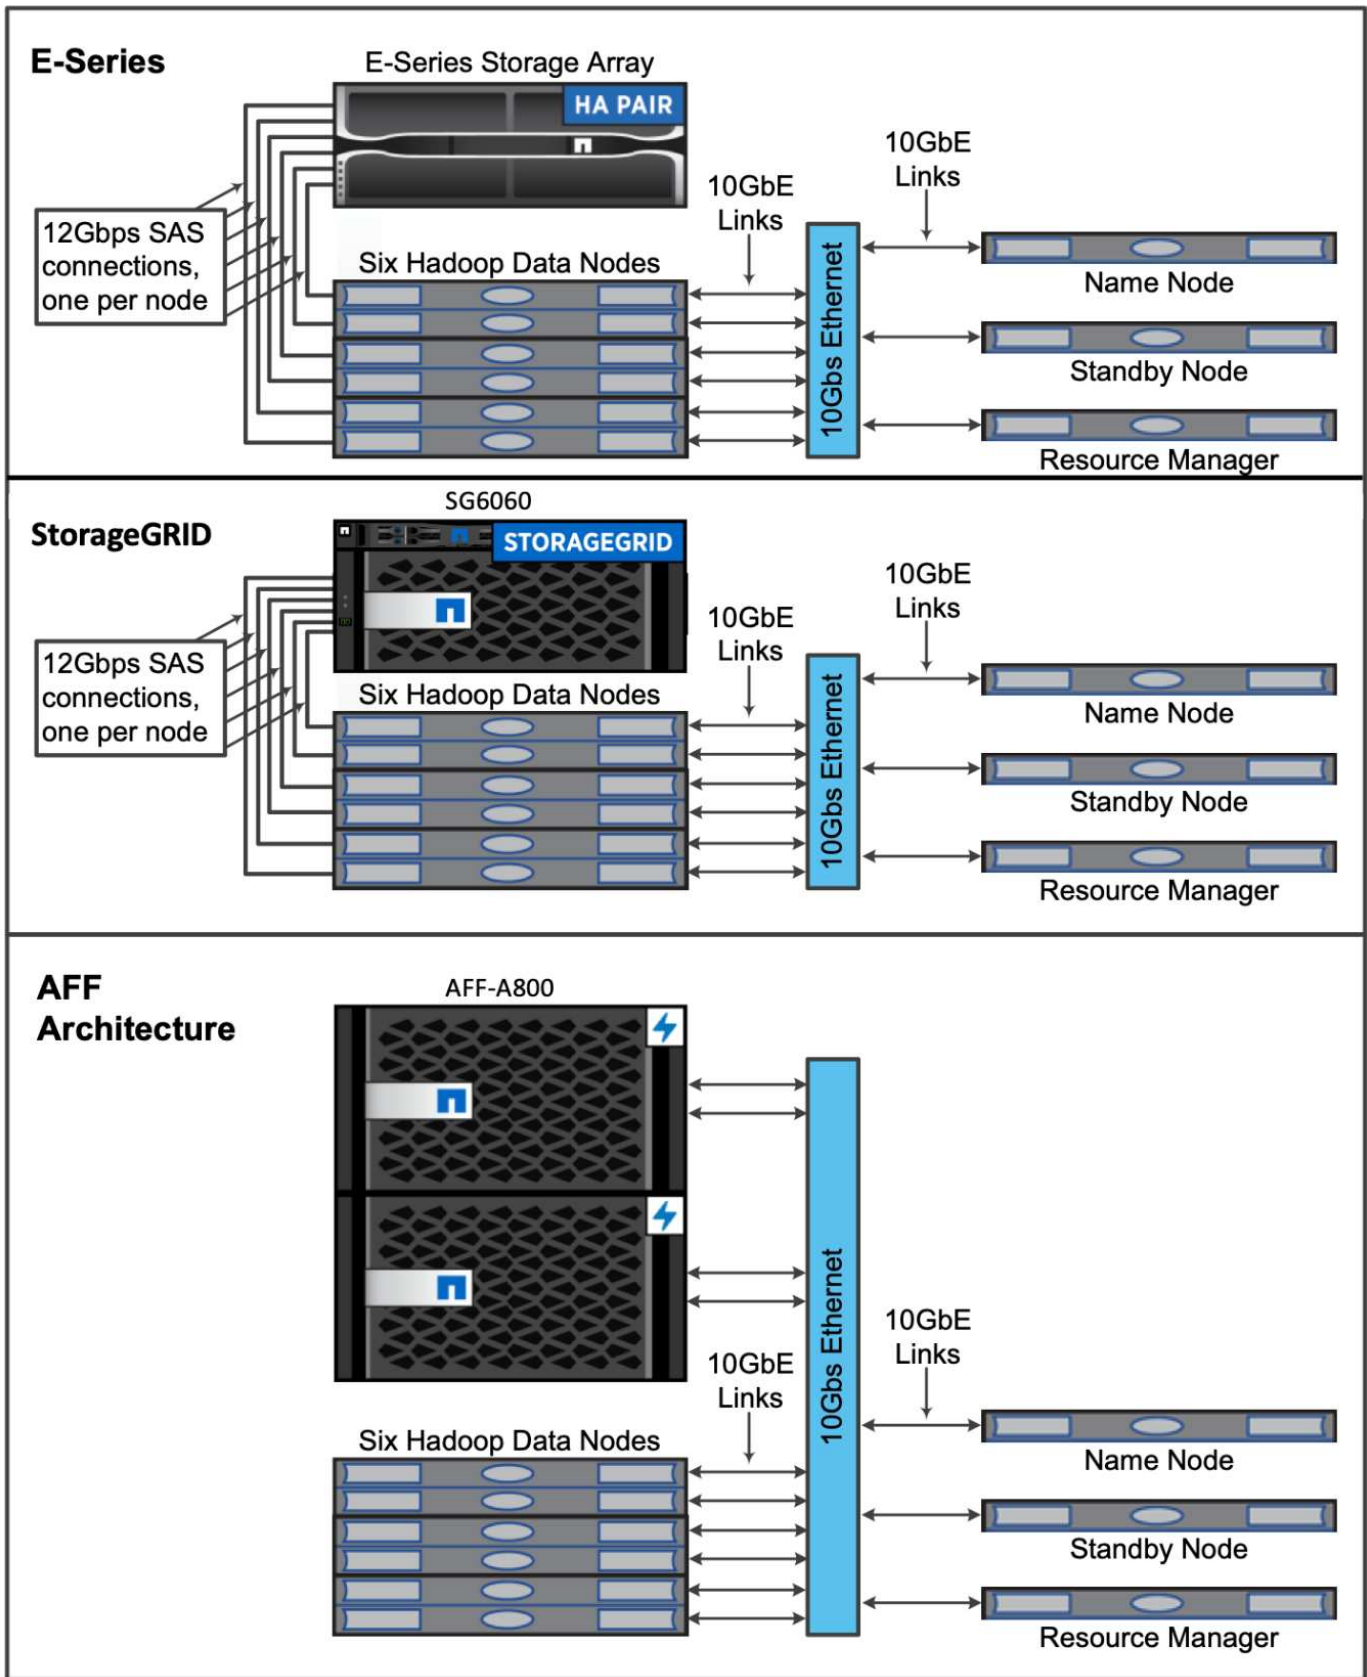 E-Series
E-Series Storage Array
HA PAIR
12Gbps SAS
connections,
one per node
Six Hadoop Data Nodes
10GbE
Links
10Gbs Ethernet
10GbE
Links
Name Node
Standby Node
Resource Manager
StorageGRID
SG6060
STORAGEGRID
12Gbps SAS
connections,
one per node
Six Hadoop Data Nodes
10GbE
Links
10Gbs Ethernet
10GbE
Links
Name Node
Standby Node
Resource Manager
AFF
Architecture
AFF-A800
Six Hadoop Data Nodes
10GbE
Links
10Gbs Ethernet
10GbE
Links
Name Node
Standby Node
Resource Manager